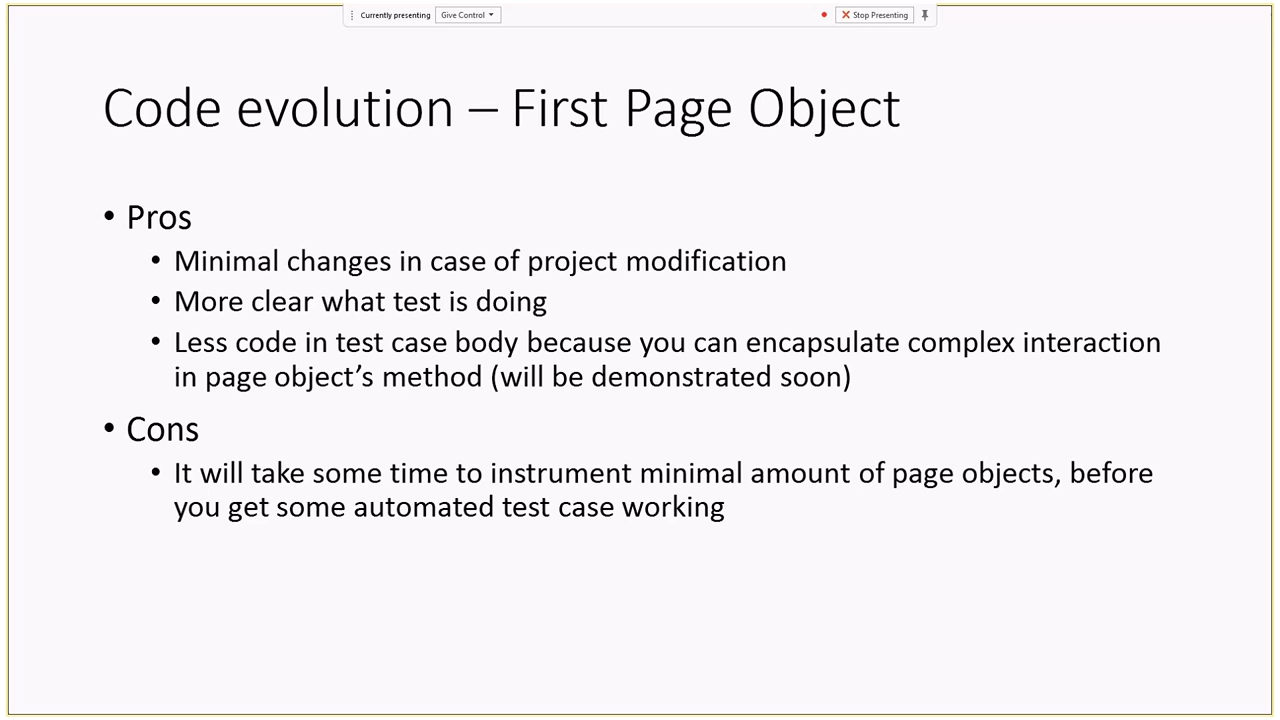 Currently presenting Give Control Stop Presenting
Code evolution – First Page Object
• Pros
• Minimal changes in case of project modification
• More clear what test is doing
• Less code in test case body because you can encapsulate complex interaction
in page object’s method (will be demonstrated soon)
• Cons
• It will take some time to instrument minimal amount of page objects, before
you get some automated test case working